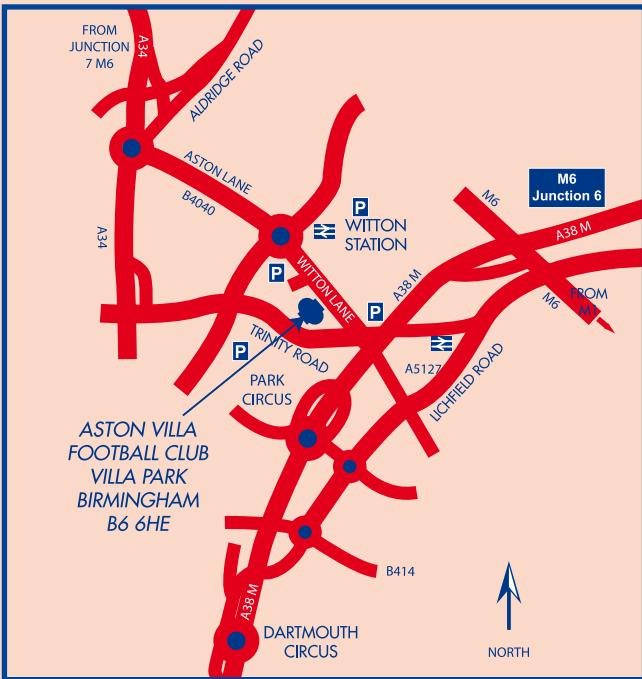 FROM
JUNCTION
7 M6
A34
ALDRIDGE ROAD
ASTON LANE
B4040
A34
P
WITTON
STATION
M6
Junction 6
M6
A38 M
P
WITTON LANE
A38 M
M6
FROM
M1
P
TRINITY ROAD
P
A5127
LICHFIELD ROAD
PARK
CIRCUS
ASTON VILLA
FOOTBALL CLUB
VILLA PARK
BIRMINGHAM
B6 6HE
B414
A38 M
DARTMOUTH
CIRCUS
NORTH